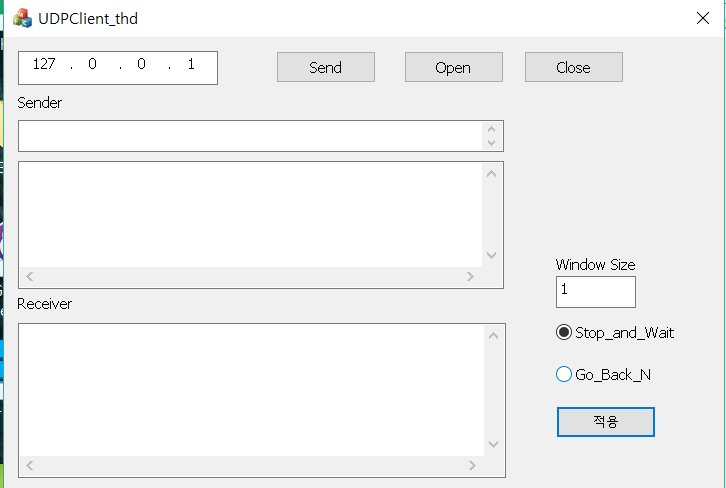 UDPClient_thd
127 . 0 . 0 . 1
Send
Open
Close
Sender
Window Size
1
Receiver
Stop_and_Wait
Go_Back_N
적용